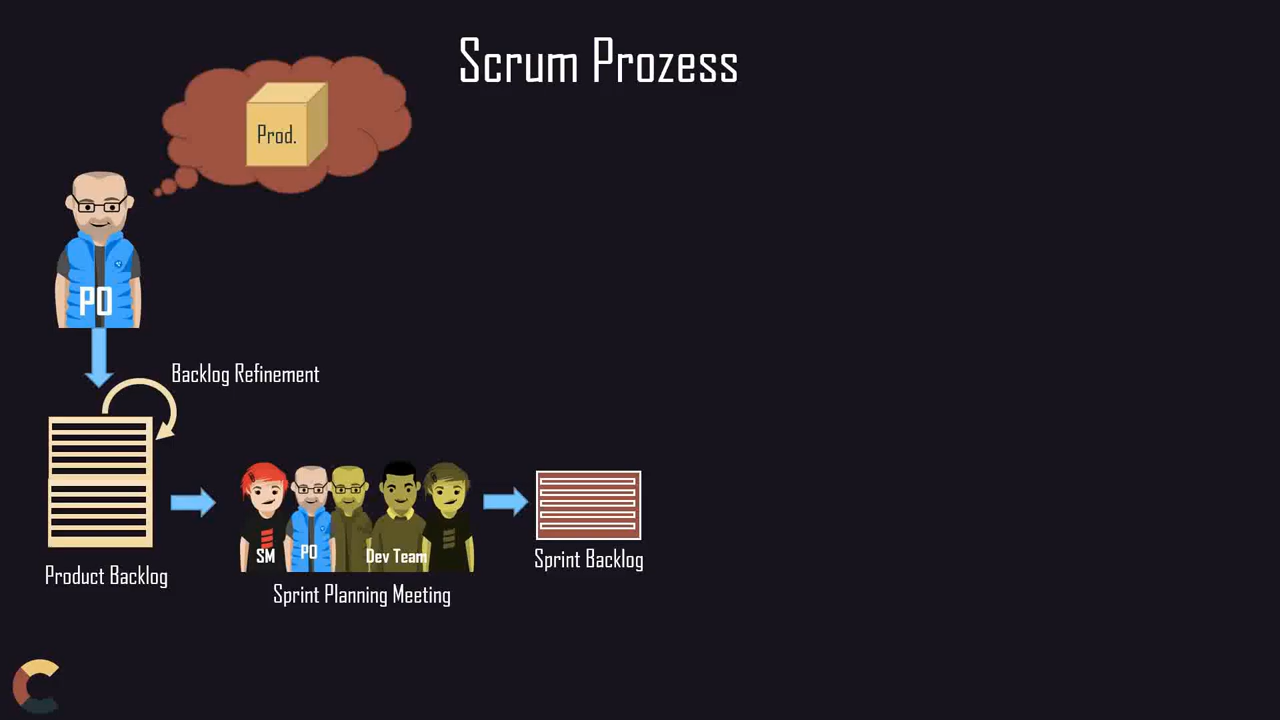 Scrum Prozess
Prod.
PO
Backlog Refinement
Product Backlog
SM
PO
Dev Team
Sprint Planning Meeting
Sprint Backlog